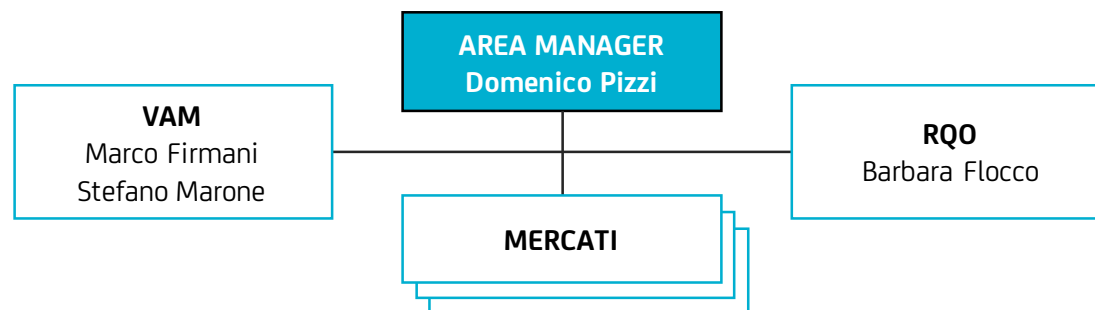 AREA MANAGER
Domenico Pizzi
VAM
Marco Firmani
Stefano Marone
RQO
Barbara Flocco
MERCATI